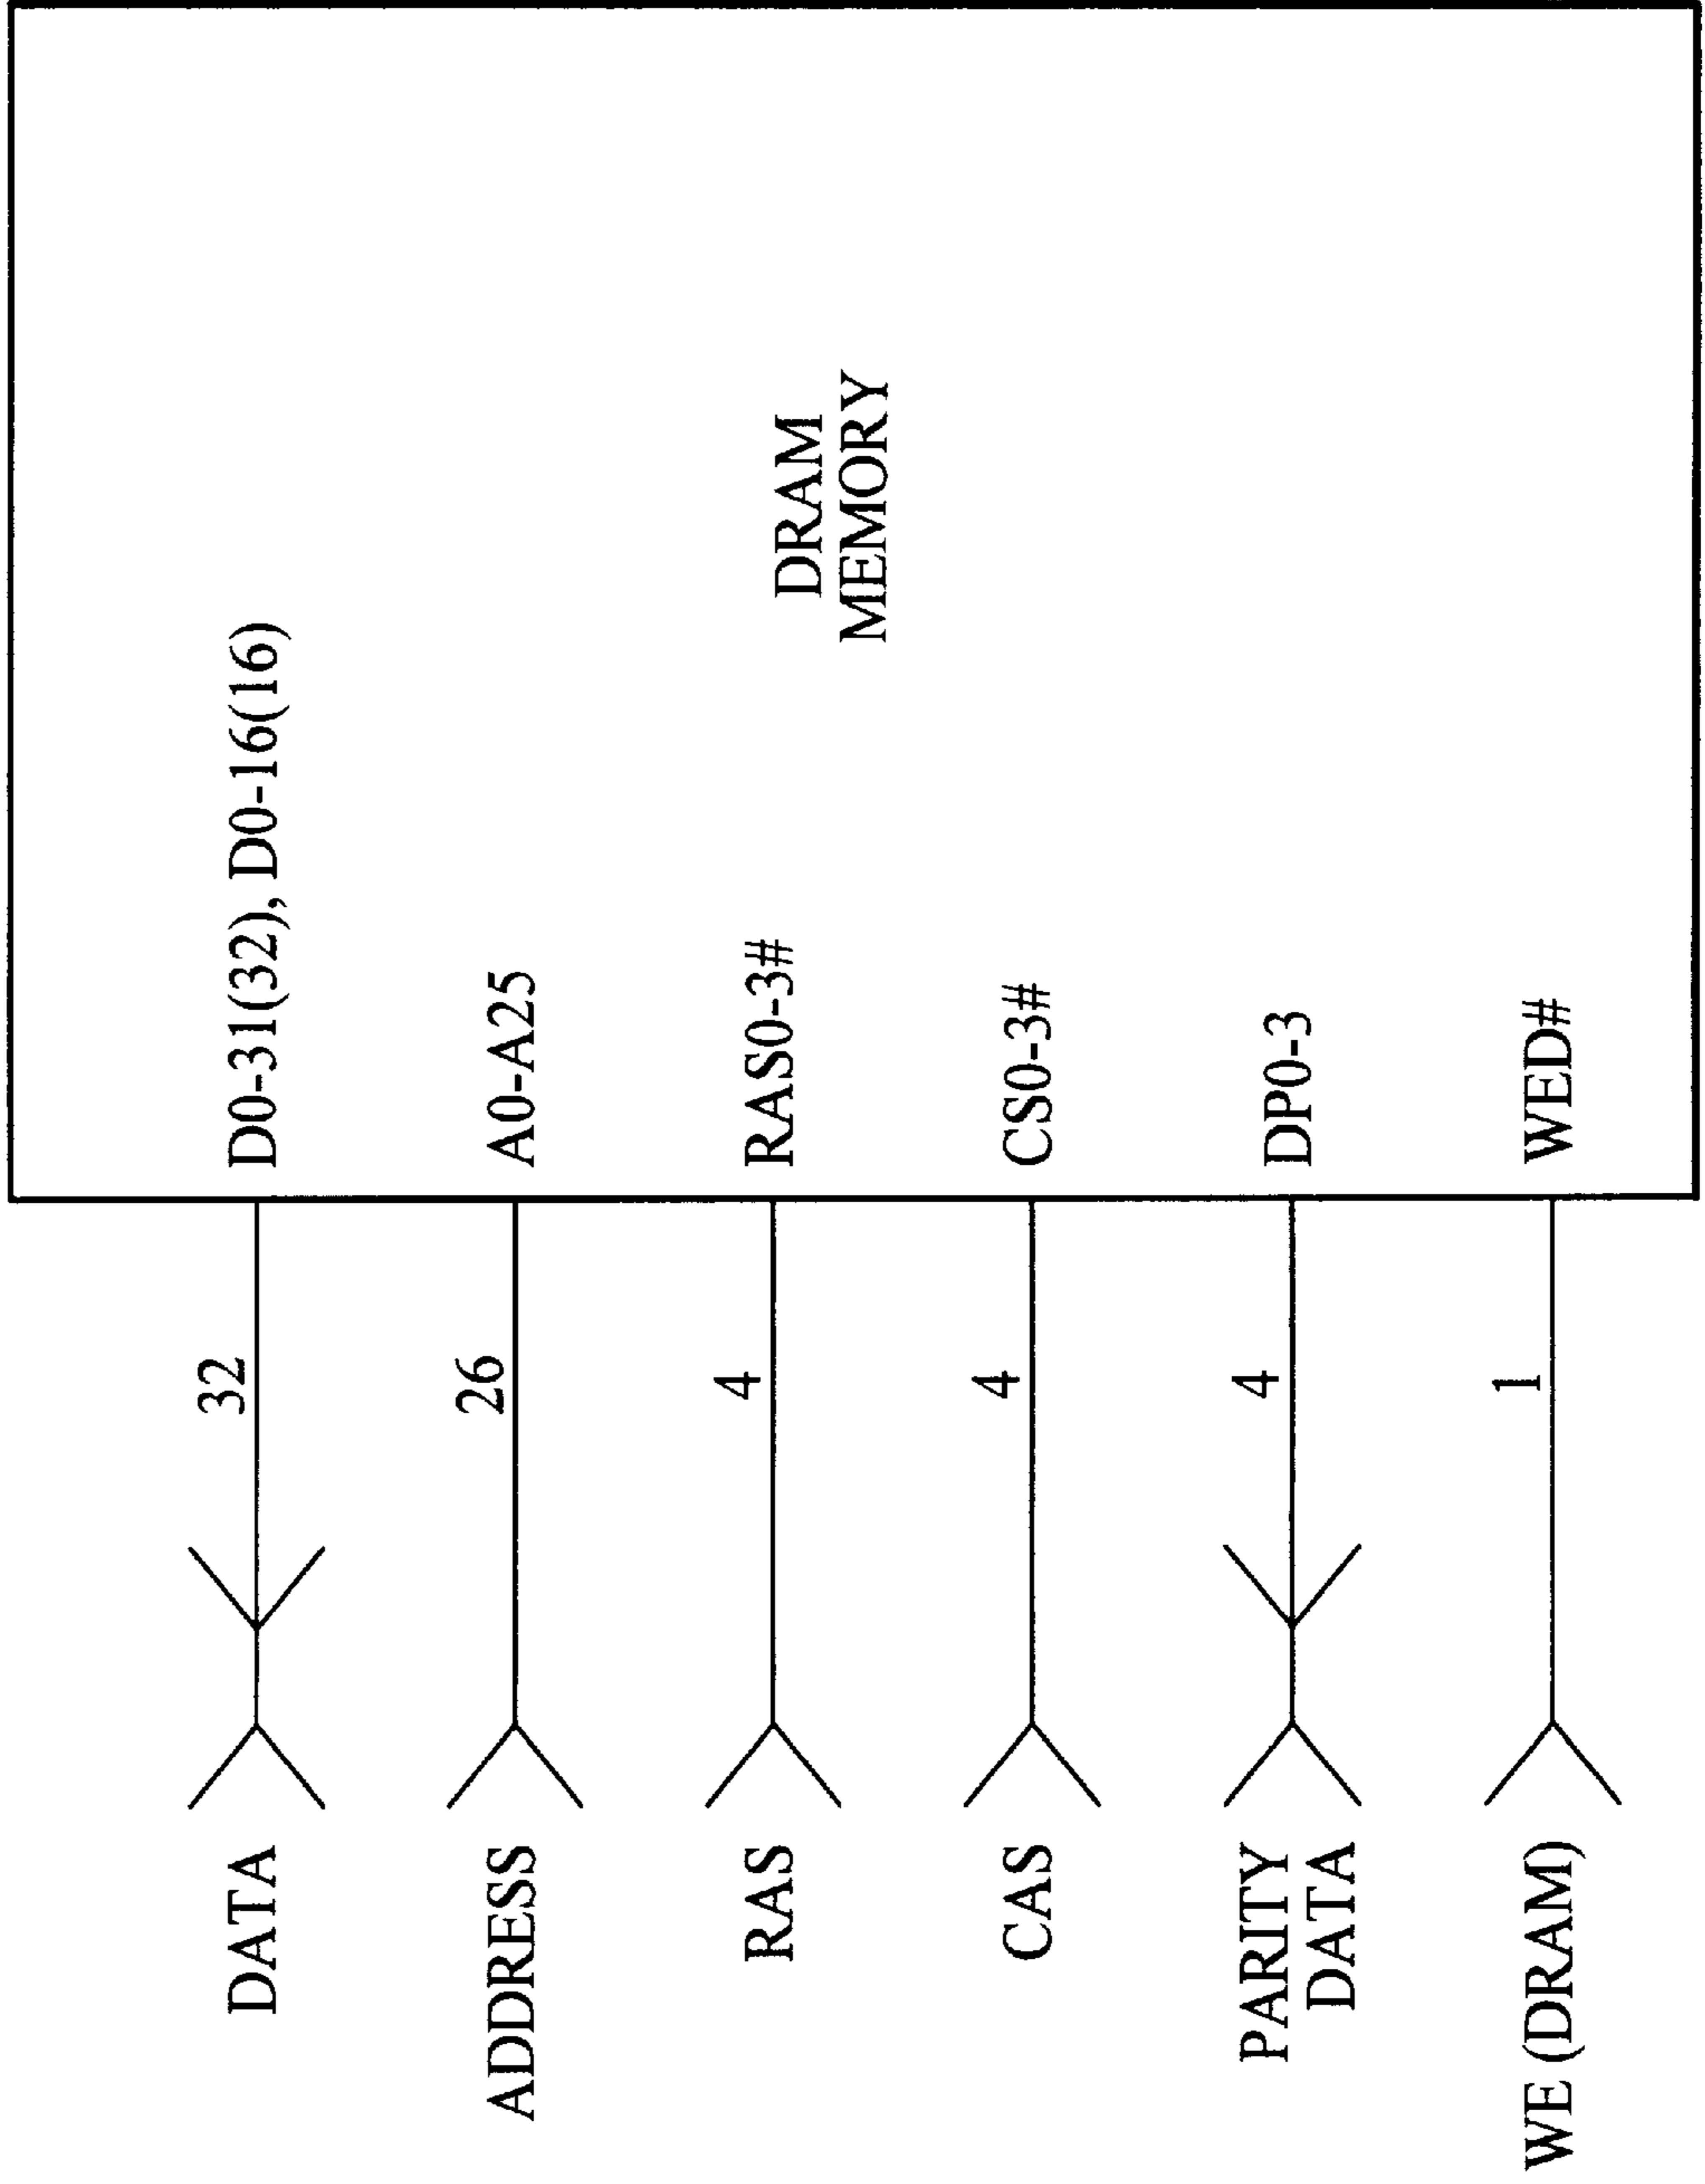 DATA
32
D0-31(32), D0-16(16)
ADDRESS
26
A0-A25
RAS
4
RAS0-3#
DRAM
MEMORY
CAS
4
CS0-3#
PARITY
DATA
4
DP0-3
WE (DRAM)
1
WED#